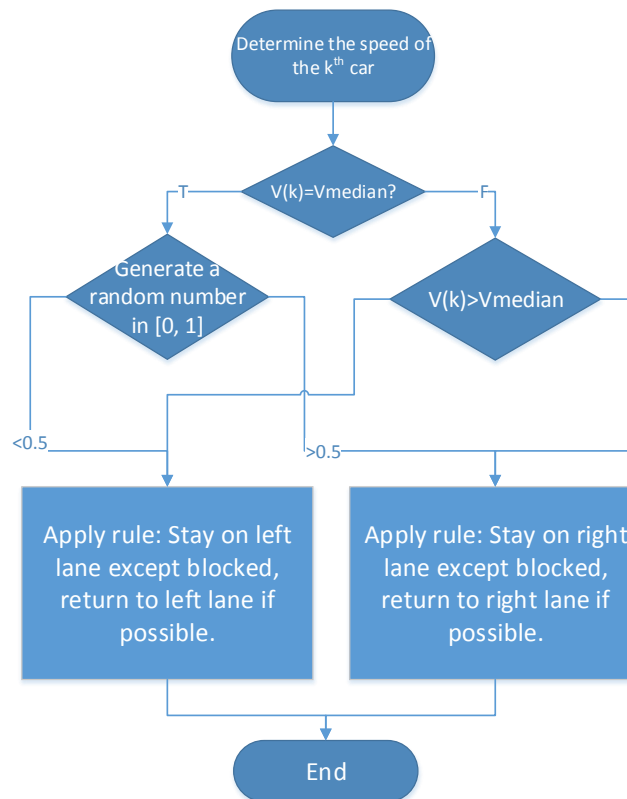 Determine the speed of
the kth car
V(k)=Vmedian?
T
F
Generate a
random number
in [0, 1]
V(k)>Vmedian
<0.5
>0.5
Apply rule: Stay on left
lane except blocked,
return to left lane if
possible.
Apply rule: Stay on right
lane except blocked,
return to right lane if
possible.
End